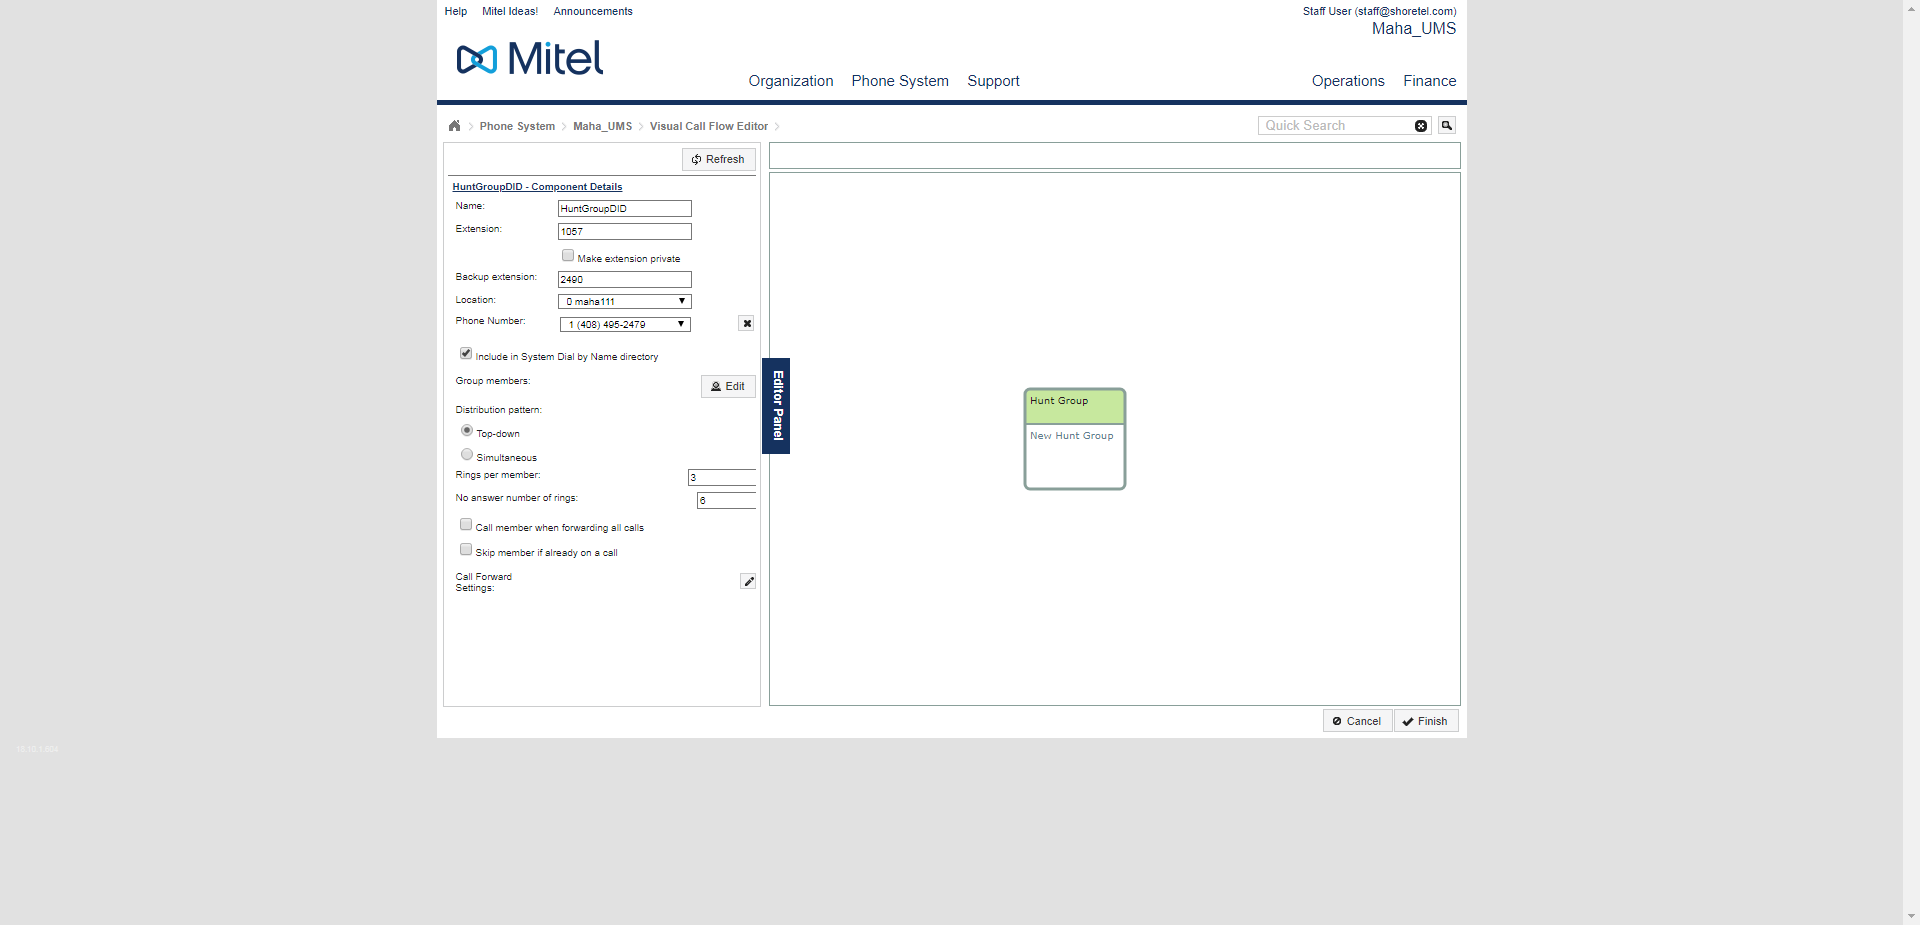 Help Mitel Ideas! Announcements
Staff User (staff@shoretel.com)
Maha_UMS
Mitel
Organization Phone System Support Operations Finance
Phone System Maha_UMS Visual Call Flow Editor
Quick Search
Refresh
HuntGroupDID - Component Details
Name: HuntGroupDID
Extension: 1057
Make extension private
Backup extension: 2490
Location: 0 maha111
Phone Number: 1 (408) 495-2479
Include in System Dial by Name directory
Group members: Edit
Distribution pattern:
Top-down
Simultaneous
Rings per member: 3
No answer number of rings: 6
Call member when forwarding all calls
Skip member if already on a call
Call Forward
Settings:
Editor Panel
Hunt Group
New Hunt Group
Cancel Finish